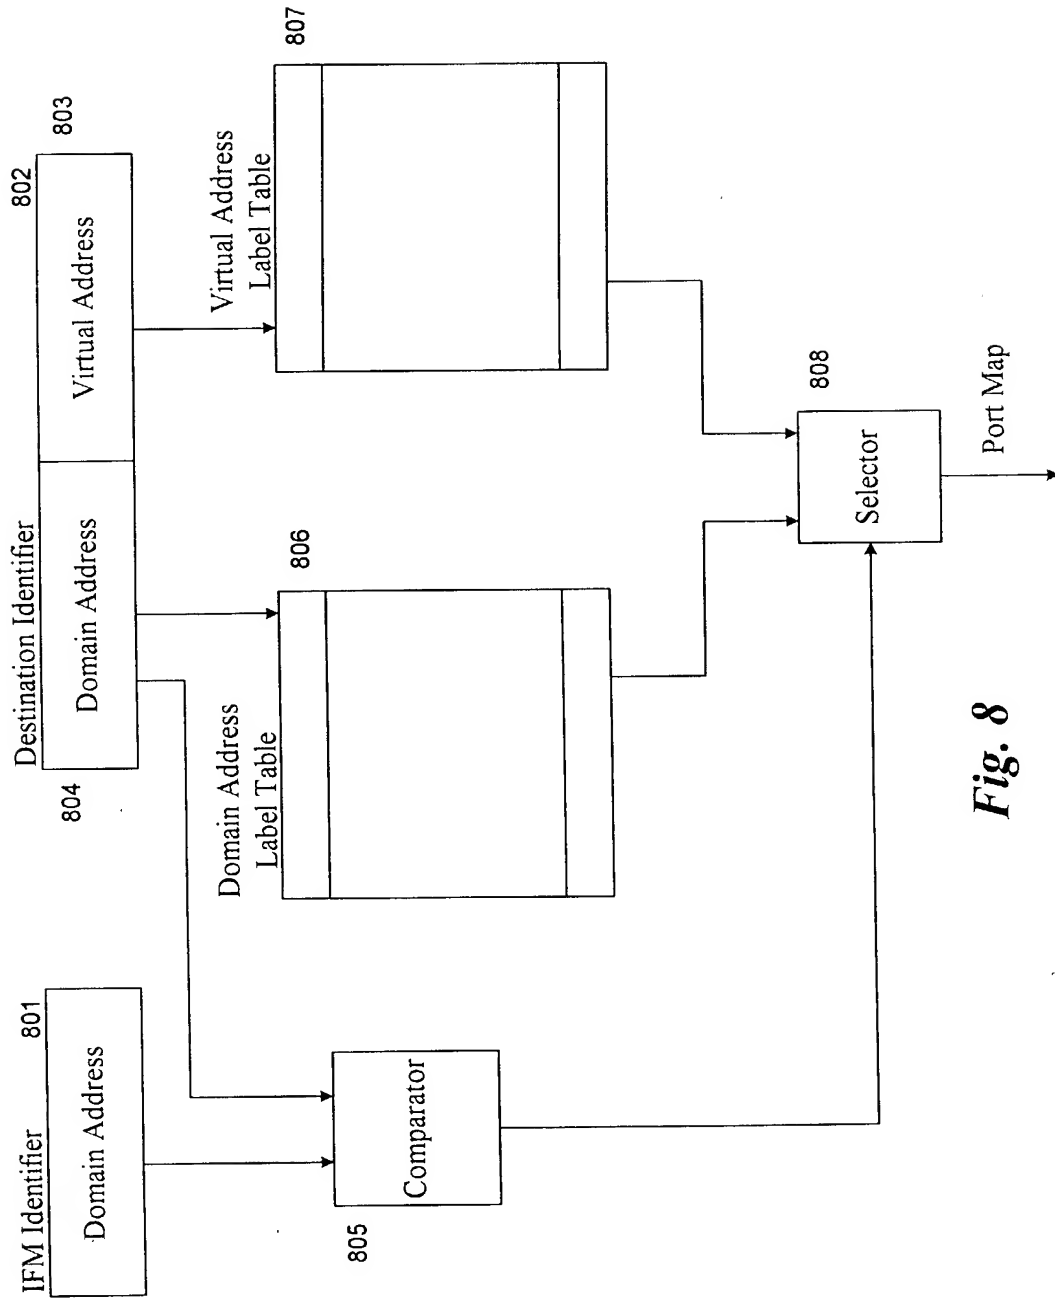 IFM Identifier
801
Domain Address
Destination Identifier
802
804
Domain Address
Virtual Address
803
805
Comparator
Domain Address
Label Table
806
Virtual Address
Label Table
807
Selector
808
Port Map
Fig. 8